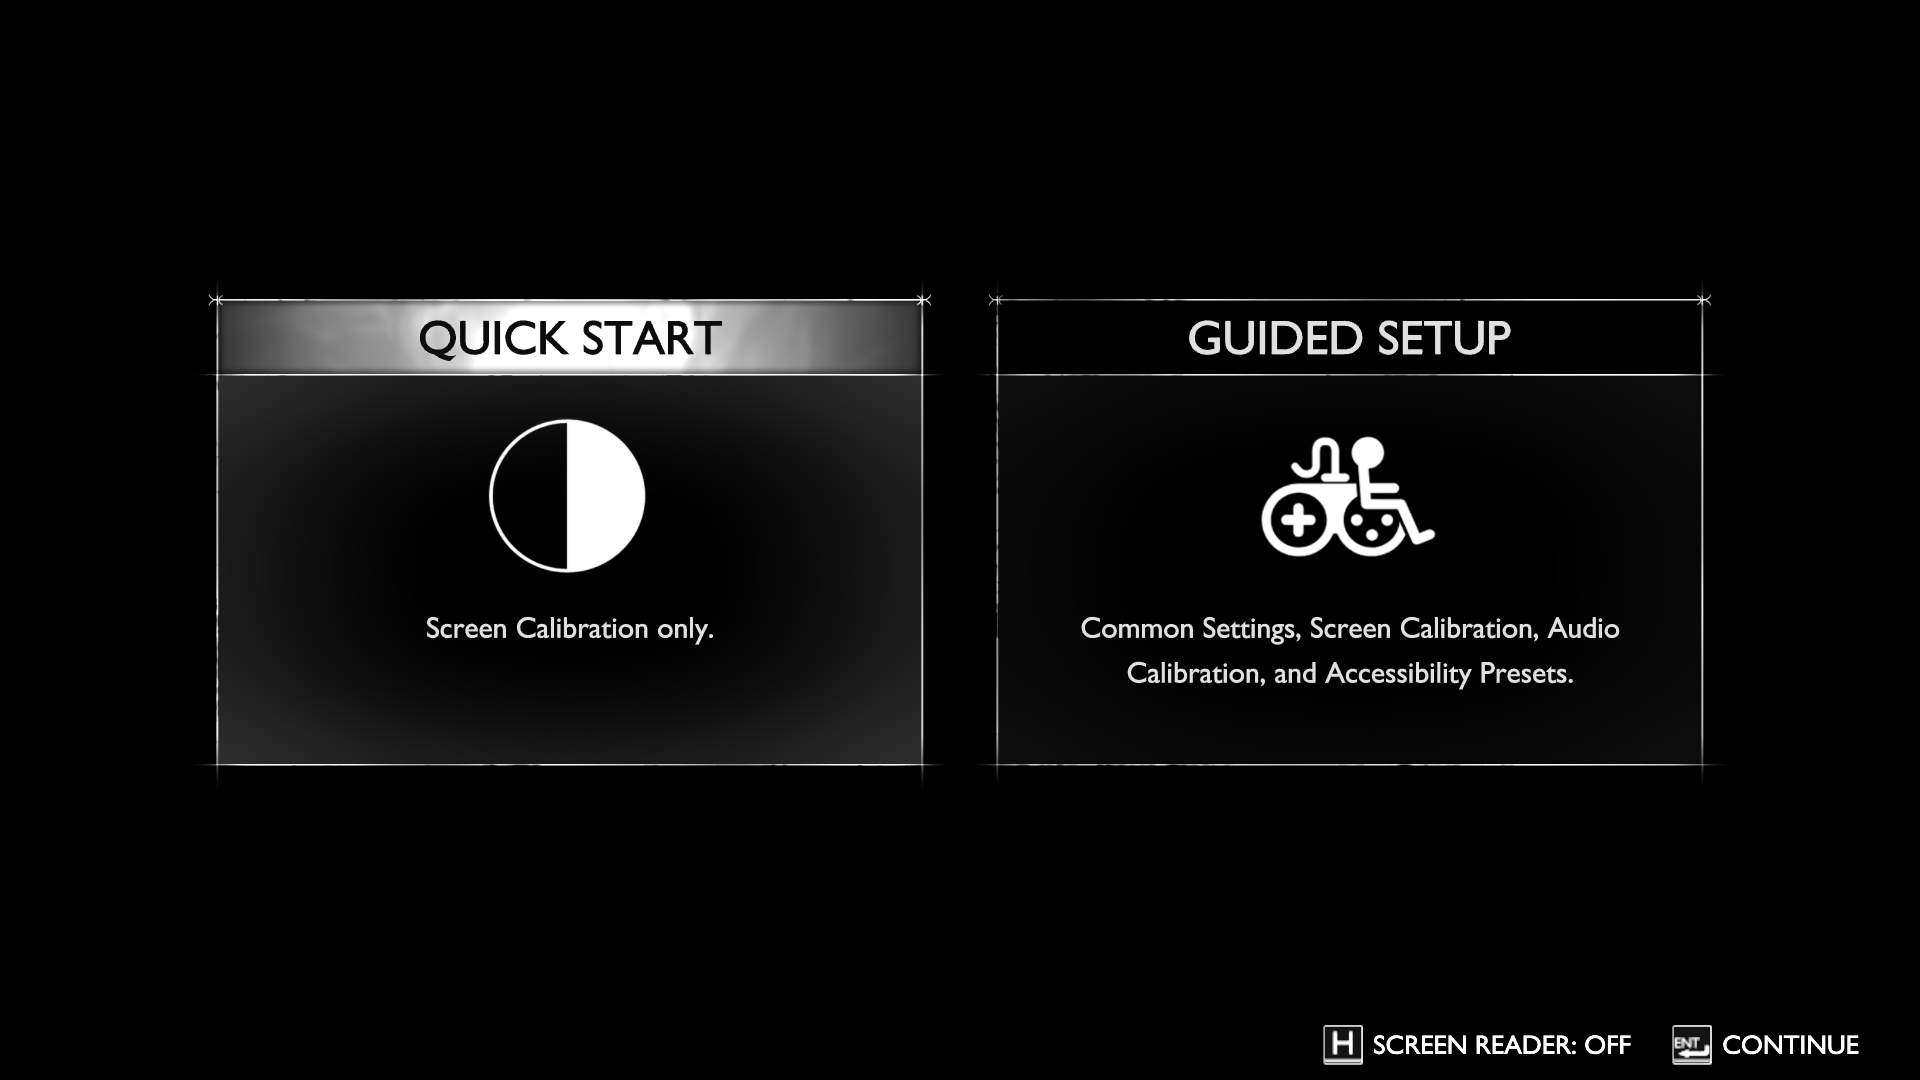 QUICK START
Screen Calibration only.
GUIDED SETUP
Common Settings, Screen Calibration, Audio
Calibration, and Accessibility Presets.
H SCREEN READER: OFF
ENT CONTINUE